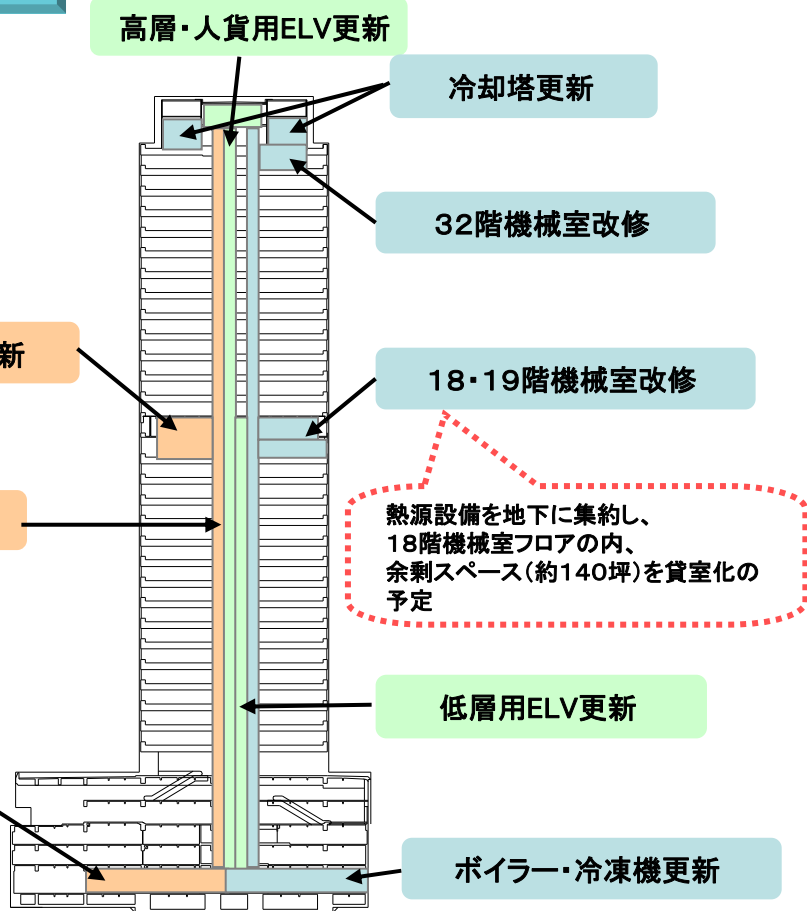 高層・人貨用ELV更新
冷却塔更新
32階機械室改修
新
18・19階機械室改修
熱源設備を地下に集約し、
18階機械室フロアの内、
余剰スペース(約140坪)を貸室化の
予定
低層用ELV更新
ボイラー・冷凍機更新